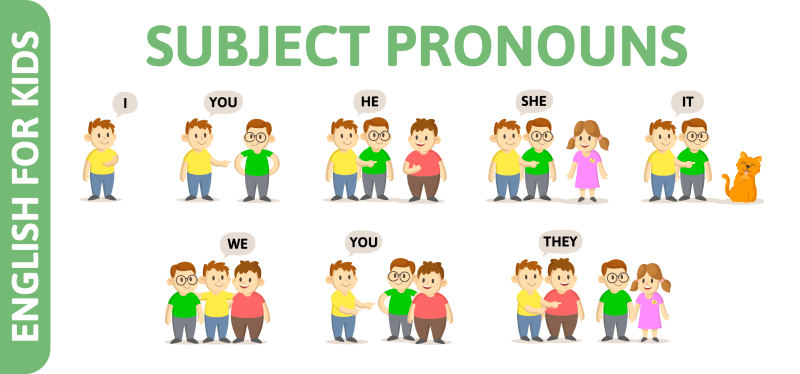 ENGLISH FOR KIDS
SUBJECT PRONOUNS
I
YOU
HE
SHE
IT
WE
YOU
THEY